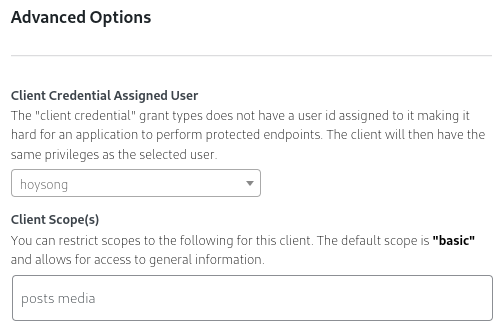 Advanced Options
Client Credential Assigned User
The "client credential" grant types does not have a user id assigned to it making it
hard for an application to perform protected endpoints. The client will then have the
same privileges as the selected user.
hoysong
Client Scope(s)
You can restrict scopes to the following for this client. The default scope is "basic"
and allows for access to general information.
posts media